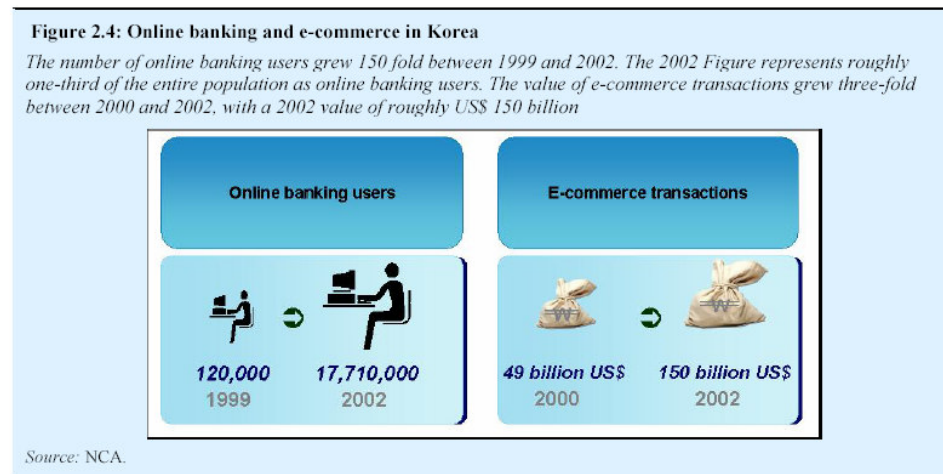 Figure 2.4: Online banking and e-commerce in Korea
The number of online banking users grew 150 fold between 1999 and 2002. The 2002 Figure represents roughly
one-third of the entire population as online banking users. The value of e-commerce transactions grew three-fold
between 2000 and 2002, with a 2002 value of roughly US$ 150 billion
Online banking users
E-commerce transactions
₩
₩
120,000
17,710,000
49 billion US$
150 billion US$
1999
2002
2000
2002
Source: NCA.